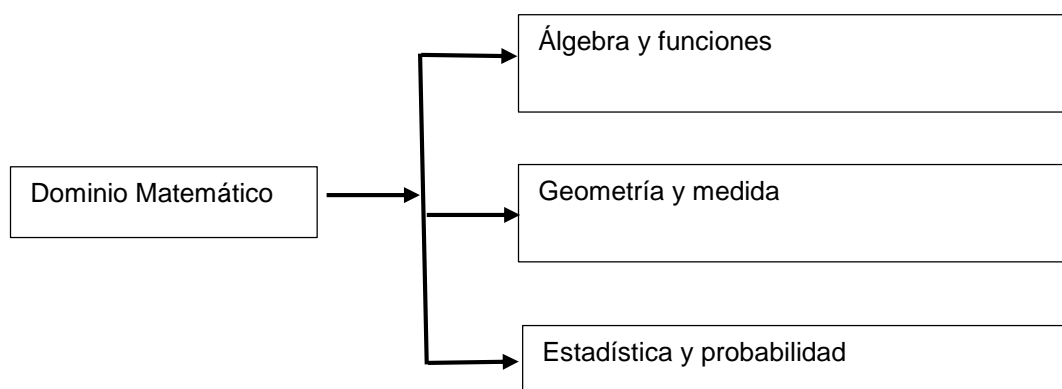 Álgebra y funciones
Dominio Matemático
Geometría y medida
Estadística y probabilidad